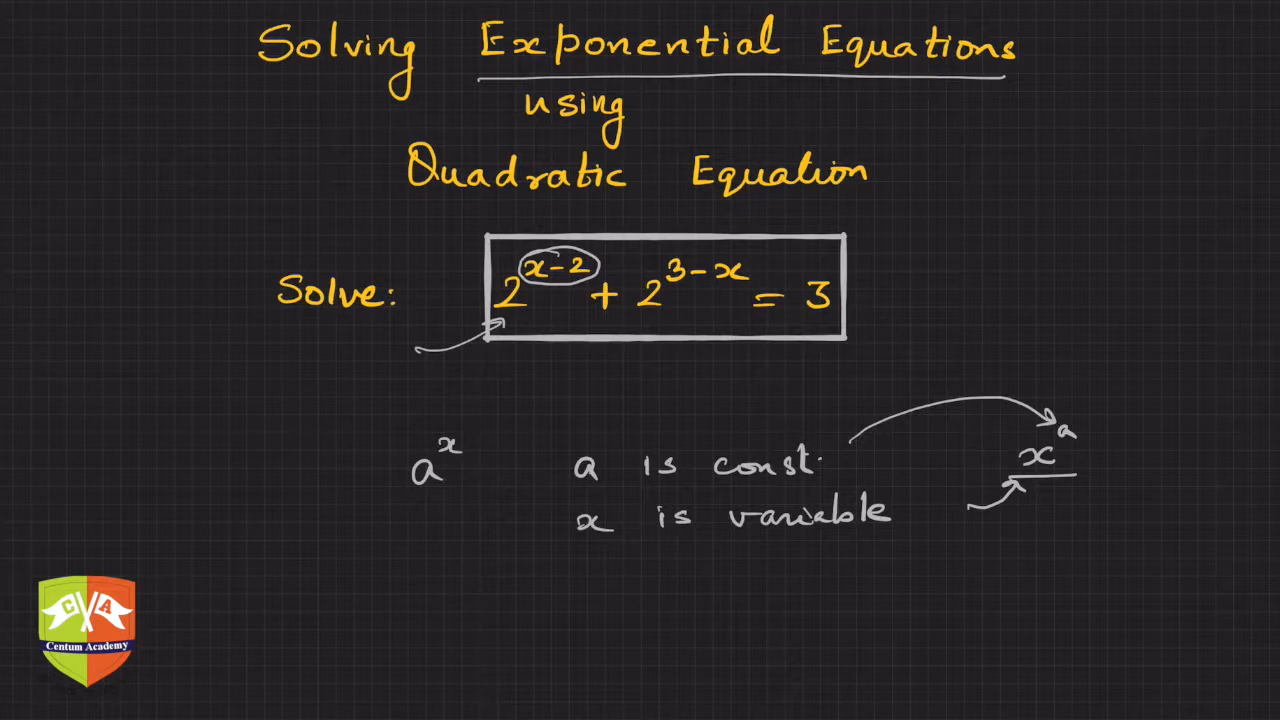 Solving Exponential Equations
using
Quadratic Equation
Solve: 2^{x-2} + 2^{3-x} = 3
a^x a is const. x^a
x is variable
C A
Centum Academy